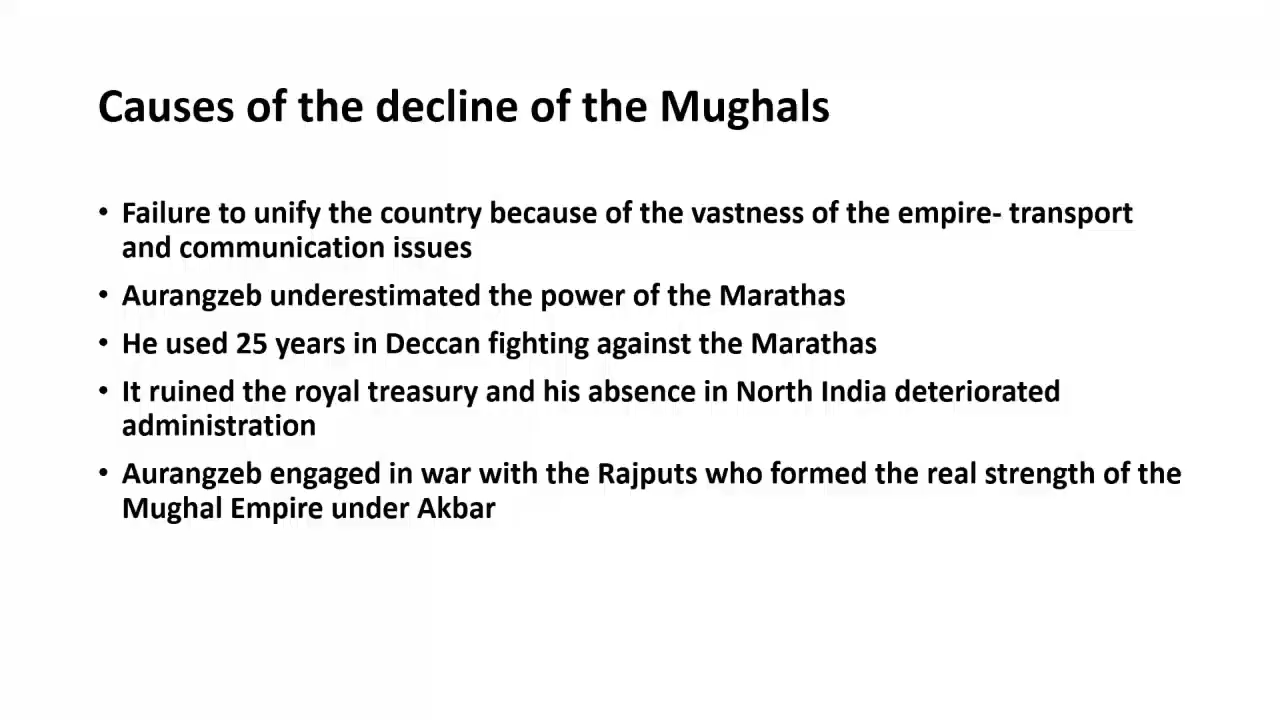 Causes of the decline of the Mughals
• Failure to unify the country because of the vastness of the empire- transport
and communication issues
• Aurangzeb underestimated the power of the Marathas
• He used 25 years in Deccan fighting against the Marathas
• It ruined the royal treasury and his absence in North India deteriorated
administration
• Aurangzeb engaged in war with the Rajputs who formed the real strength of the
Mughal Empire under Akbar